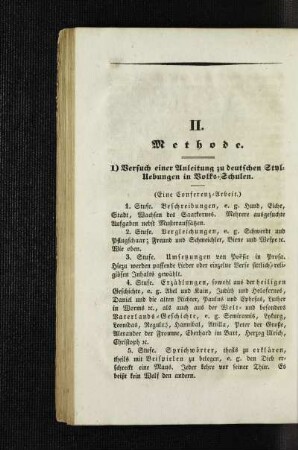 II.
Methode.
1) Versuch einer Anleitung zu deutschen Styl-
Uebungen in Volks-Schulen.
(Eine Conferenz-Arbeit.)
1. Stufe. Beschreibungen, e. g. Hund, Eiche,
Stadt, Wachsen des Saatkornes. Mehrere ausgesuchte
Aufgaben nebst Musteraufsätzen.
2. Stufe. Vergleichungen, e. g. Schwerdt und
Pflugschaar; Freund und Schmeichler, Biene und Wespe ꝛc.
Wie oben.
3. Stufe. Umsetzungen von Poësie in Prosa.
Hiezu werden passende Lieder oder einzelne Verse sittlich/reli-
giösen Inhalts gewählt.
4. Stufe. Erzählungen, sowohl aus der heiligen
Geschichte, e. g. Abel und Kain, Judith und Holofernes,
Daniel und die alten Richter, Paulus und Ephesus, Luther
in Worms ꝛc., als auch aus der Welt- und besonders
Vaterlands-Geschichte, e. g. Semiramis, Lykurg,
Leonidas, Regulus, Hannibal, Attila, Peter der Große,
Alexander der Fromme, Eberhard im Bart, Herzog Ulrich,
Christoph ꝛc.
5. Stufe. Sprichwörter, theils zu erklären,
theils mit Beispielen zu belegen, e. g. den Dieb er-
schreckt eine Maus. Jeder kehre vor seiner Thür. Es
beißt kein Wolf den andern.